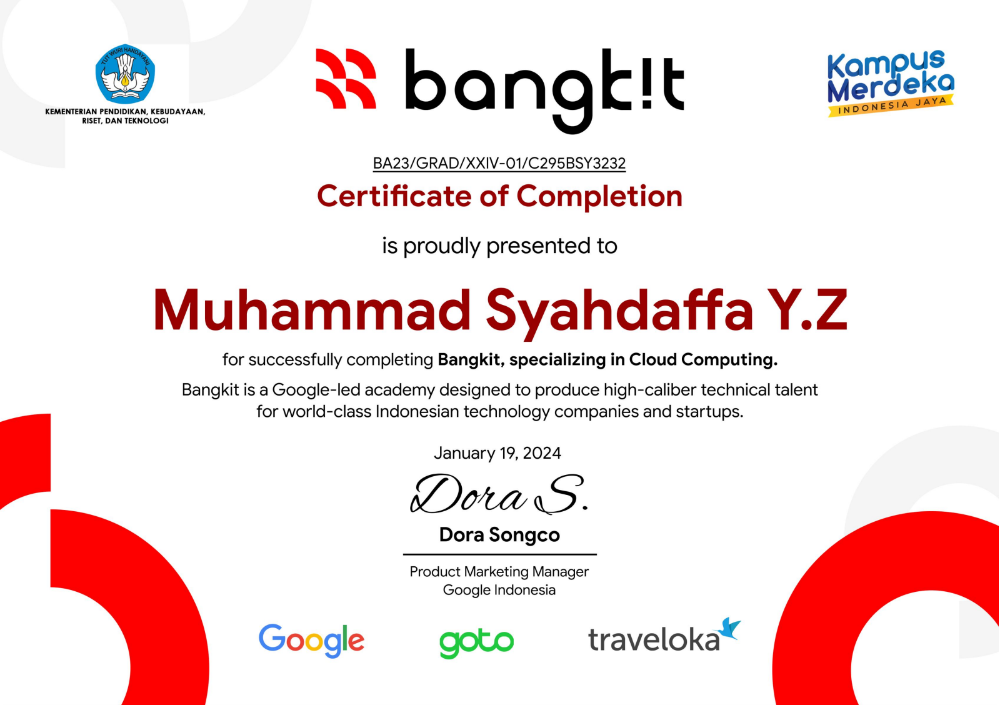 TUT WURI HANDAYANI
KEMENTERIAN PENDIDIKAN, KEBUDAYAAN,
RISET, DAN TEKNOLOGI
bangk!t
Kampus
Merdeka
INDONESIA JAYA
BA23/GRAD/XXIV-01/C295BSY3232
Certificate of Completion
is proudly presented to
Muhammad Syahdaffa Y.Z
for successfully completing Bangkit, specializing in Cloud Computing.
Bangkit is a Google-led academy designed to produce high-caliber technical talent
for world-class Indonesian technology companies and startups.
January 19, 2024
Dora S.
Dora Songco
Product Marketing Manager
Google Indonesia
Google
goto
traveloka